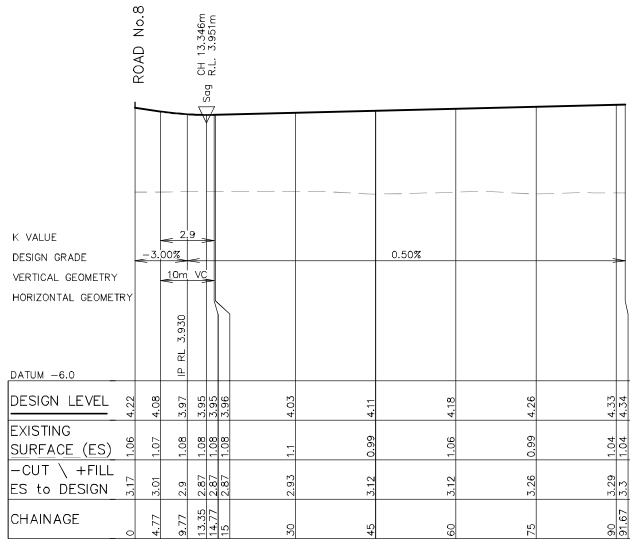 ROAD No.8
Sag CH 13.346m
R.L. 3.951m
K VALUE 2.9
DESIGN GRADE -3.00% 0.50%
VERTICAL GEOMETRY 10m VC
HORIZONTAL GEOMETRY
IP RL 3.930
DATUM -6.0
DESIGN LEVEL 4.22 4.08 3.97 3.95 3.95 3.96 4.03 4.11 4.18 4.26 4.33 4.34
EXISTING
SURFACE (ES) 1.06 1.07 1.08 1.08 1.08 1.08 1.1 0.99 1.06 0.99 1.04 1.04
-CUT \ +FILL
ES to DESIGN 3.17 3.01 2.9 2.87 2.87 2.87 2.93 3.12 3.12 3.26 3.29 3.3
CHAINAGE 0 4.77 9.77 13.35 14.77 15 30 45 60 75 90 91.67